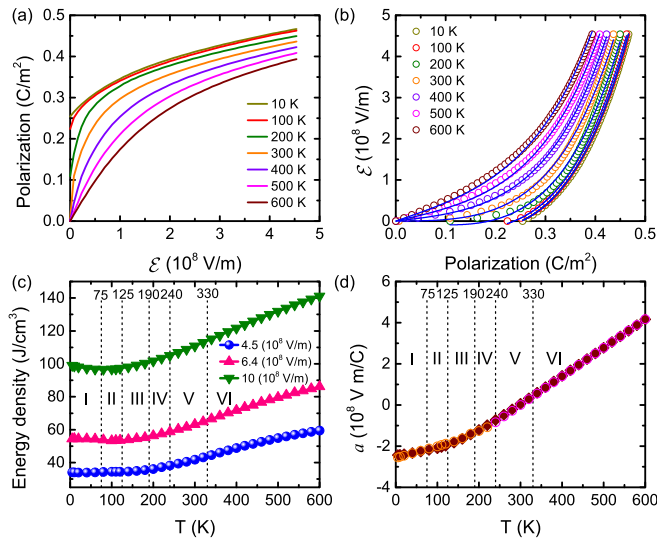 (a)
Polarization (C/m²)
0.5
0.4
0.3
0.2
0.1
0.0
10 K
100 K
200 K
300 K
400 K
500 K
600 K
0 1 2 3 4 5
ℰ (10⁸ V/m)
(b)
ℰ (10⁸ V/m)
5
4
3
2
1
0
10 K
100 K
200 K
300 K
400 K
500 K
600 K
0.0 0.1 0.2 0.3 0.4 0.5
Polarization (C/m²)
(c)
Energy density (J/cm³)
140
120
100
80
60
40
75 125 190 240 330
4.5 (10⁸ V/m)
6.4 (10⁸ V/m)
10 (10⁸ V/m)
I II III IV V VI
0 100 200 300 400 500 600
T (K)
(d)
a (10⁸ V m/C)
6
4
2
0
-2
-4
75 125 190 240 330
I II III IV V VI
0 100 200 300 400 500 600
T (K)